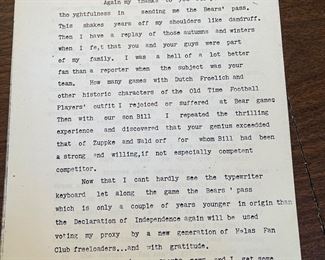 Again my thanks to you
the yghtfulness in sending me the Bears' pass.
This shakes years off my shoulders like dandruff.
Then I have a replay of those autumns and winters
when I fe,t that you and your guys were part
of my family. I was a hell of a lot better
fan than a reporter when the subject was your
team. How many games with Dutch Froelich and
other historic characters of the Old Time Football
Players' outfit I rejoiced or suffered at Bear games
Then with our son Bill I repeated the thrilling
experience and discovered that your genius exceeded
that of Zuppke and Wald orf for whom Bill had been
a strong and willing,if not especially competent
competitor.
Now that I cant hardly see the typewriter
keyboard let along the game the Bears' pass
which is only a couple of years younger in origin than
the Declaration of Independence again will be used
voting my proxy by a new generation of Halas Fan
Club freeloaders...and with gratitude.
and I get some